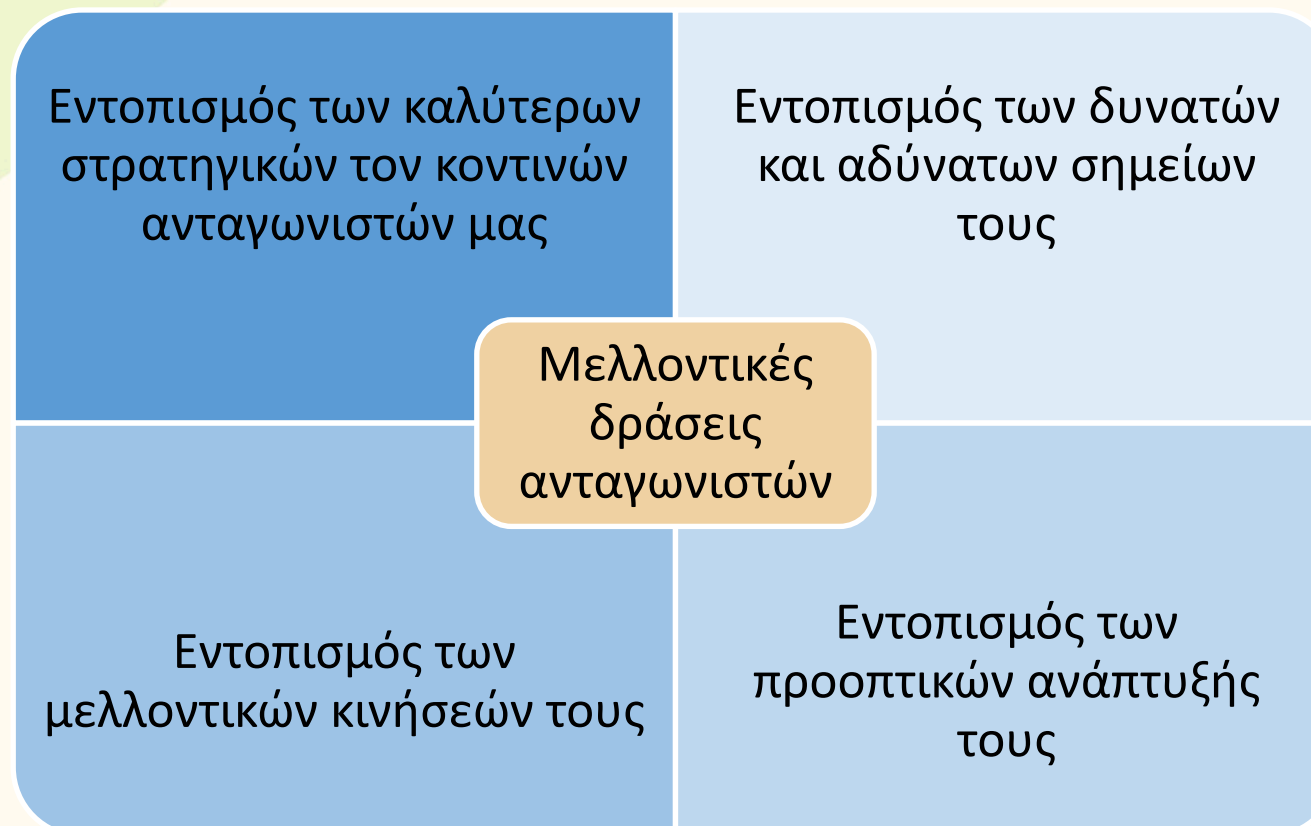 Εντοπισμός των καλύτερων
στρατηγικών τον κοντινών
ανταγωνιστών μας
Εντοπισμός των δυνατών
και αδύνατων σημείων
τους
Μελλοντικές
δράσεις
ανταγωνιστών
Εντοπισμός των
μελλοντικών κινήσεών τους
Εντοπισμός των
προοπτικών ανάπτυξής
τους